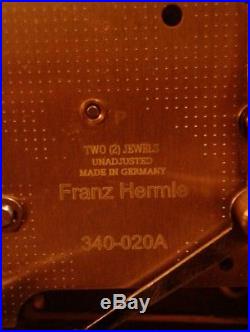 P
TWO (2) JEWELS
UNADJUSTED
MADE IN GERMANY
Franz Hermle
340-020A